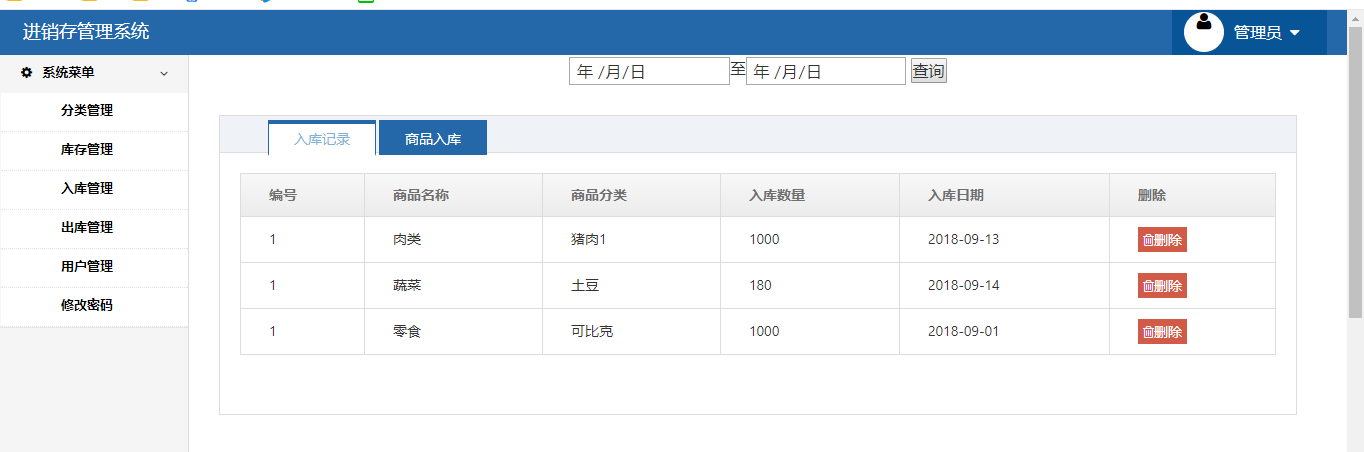 进销存管理系统
管理员
系统菜单
分类管理
库存管理
入库管理
出库管理
用户管理
修改密码
年 /月/日 至 年 /月/日 查询
入库记录 商品入库
编号 商品名称 商品分类 入库数量 入库日期 删除
1 肉类 猪肉1 1000 2018-09-13 删除
1 蔬菜 土豆 180 2018-09-14 删除
1 零食 可比克 1000 2018-09-01 删除